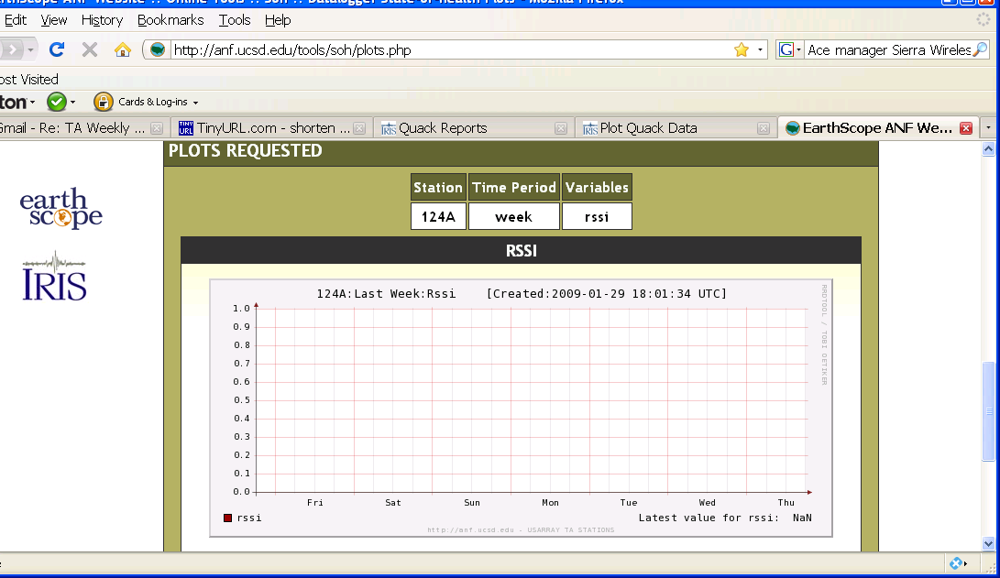 EarthScope ANF Website :: Online Tools :: Soh :: Datalogger State-of-health Plots - Mozilla Firefox
Edit View History Bookmarks Tools Help
http://anf.ucsd.edu/tools/soh/plots.php
G
Ace manager Sierra Wireles
ost Visited
ton
Cards & Log-ins
Gmail - Re: TA Weekly ...
TINY URL
TinyURL.com - shorten ...
IRIS
Quack Reports
IRIS
Plot Quack Data
EarthScope ANF We...
PLOTS REQUESTED
earth
scope
IRIS
Station Time Period Variables
124A week rssi
RSSI
124A:Last Week:Rssi [Created:2009-01-29 18:01:34 UTC]
RRDTOOL / TOBI OETIKER
1.0
0.9
0.8
0.7
0.6
0.5
0.4
0.3
0.2
0.1
0.0
Fri Sat Sun Mon Tue Wed Thu
rssi
Latest value for rssi: NaN
http://anf.ucsd.edu - USARRAY TA STATIONS